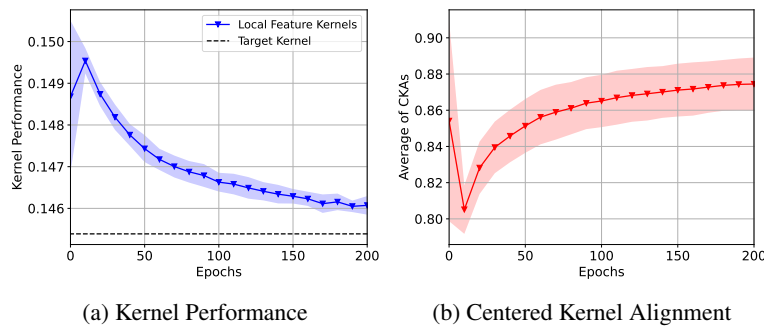 Kernel Performance
0.150
0.149
0.148
0.147
0.146
0
50
100
150
200
Epochs
Local Feature Kernels
Target Kernel
(a) Kernel Performance
Average of CKAs
0.90
0.88
0.86
0.84
0.82
0.80
0
50
100
150
200
Epochs
(b) Centered Kernel Alignment